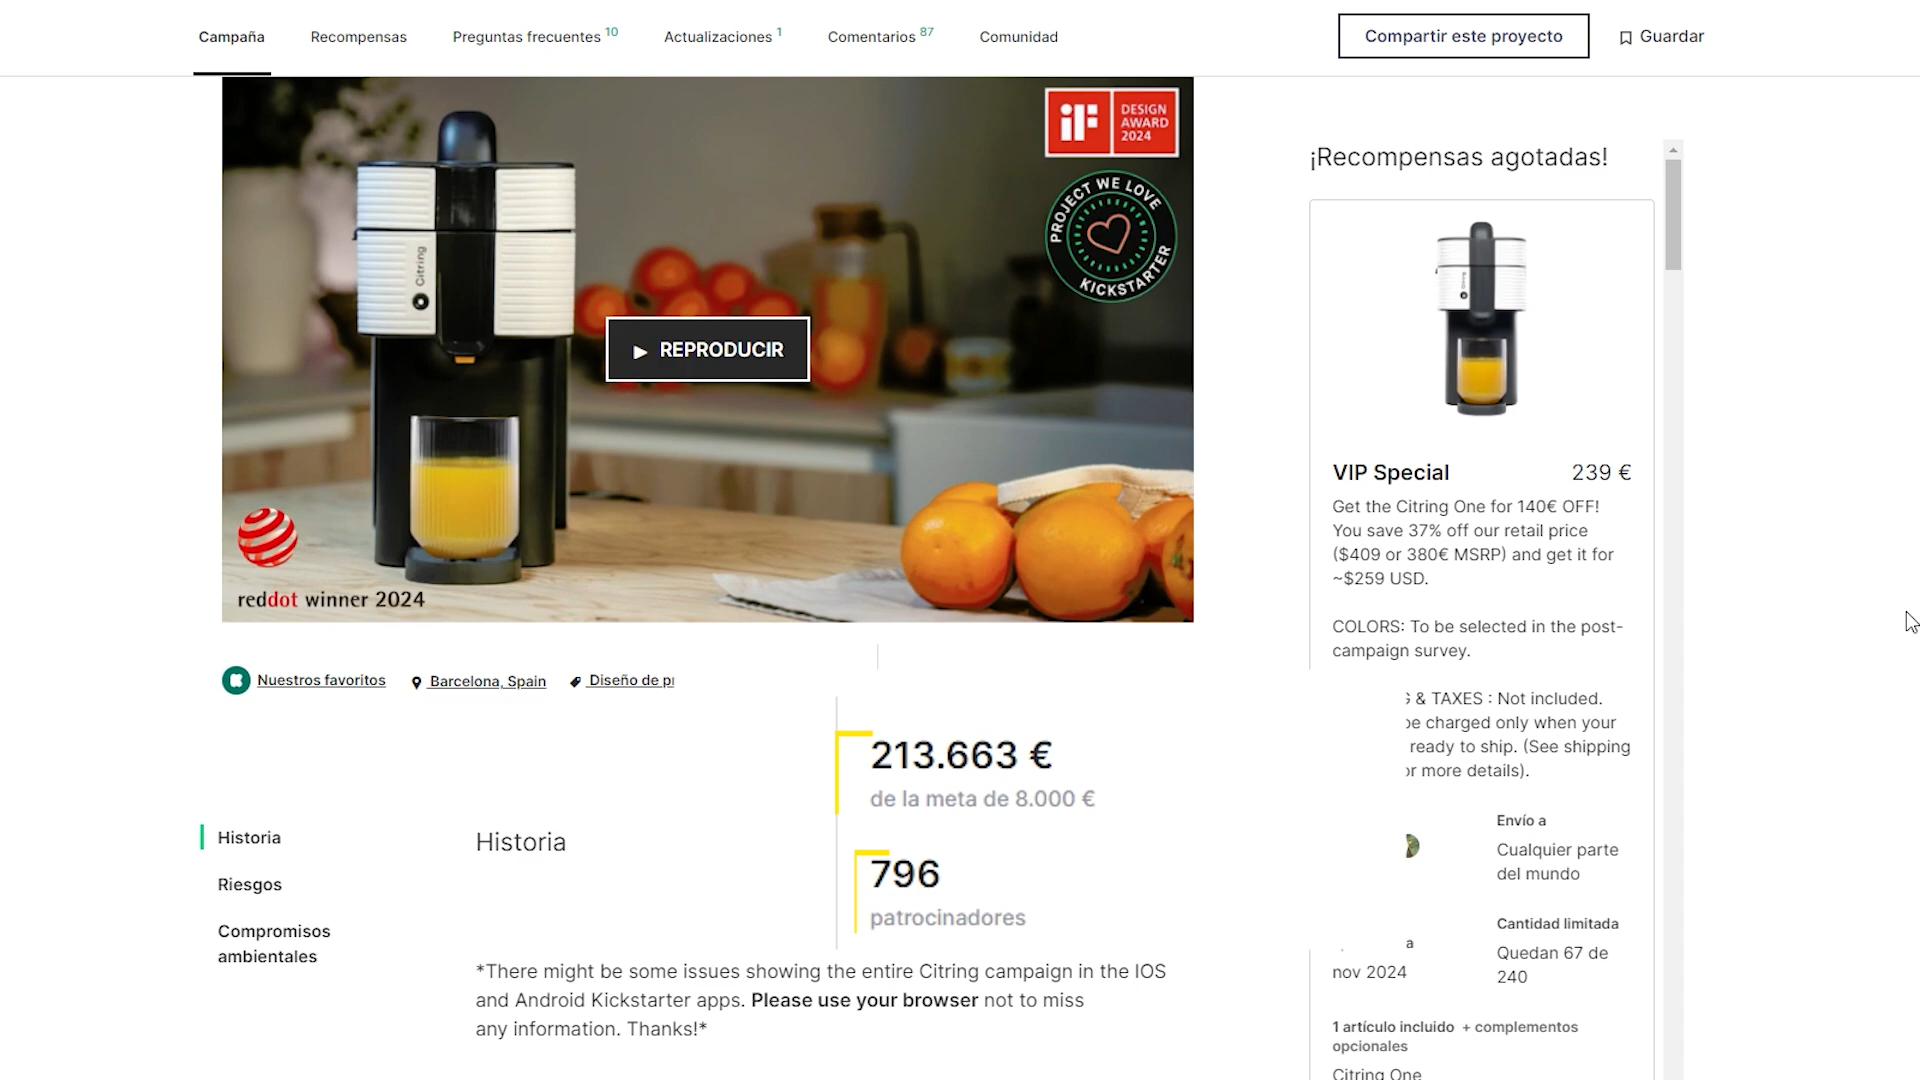 Campaña
Recompensas
Preguntas frecuentes 10
Actualizaciones 1
Comentarios 87
Comunidad
Compartir este proyecto
Guardar
iF DESIGN AWARD 2024
PROJECT WE LOVE
KICKSTARTER
Citring
REPRODUCIR
reddot winner 2024
Nuestros favoritos
Barcelona, Spain
Diseño de
213.663 €
de la meta de 8.000 €
796
patrocinadores
Historia
Riesgos
Compromisos
ambientales
Historia
*There might be some issues showing the entire Citring campaign in the IOS
and Android Kickstarter apps. Please use your browser not to miss
any information. Thanks!*
¡Recompensas agotadas!
VIP Special 239 €
Get the Citring One for 140€ OFF!
You save 37% off our retail price
($409 or 380€ MSRP) and get it for
~$259 USD.
COLORS: To be selected in the post-
campaign survey.
& TAXES : Not included.
be charged only when your
ready to ship. (See shipping
or more details).
Envío a
Cualquier parte
del mundo
Cantidad limitada
Quedan 67 de
240
nov 2024
1 artículo incluido + complementos
opcionales
Citring One